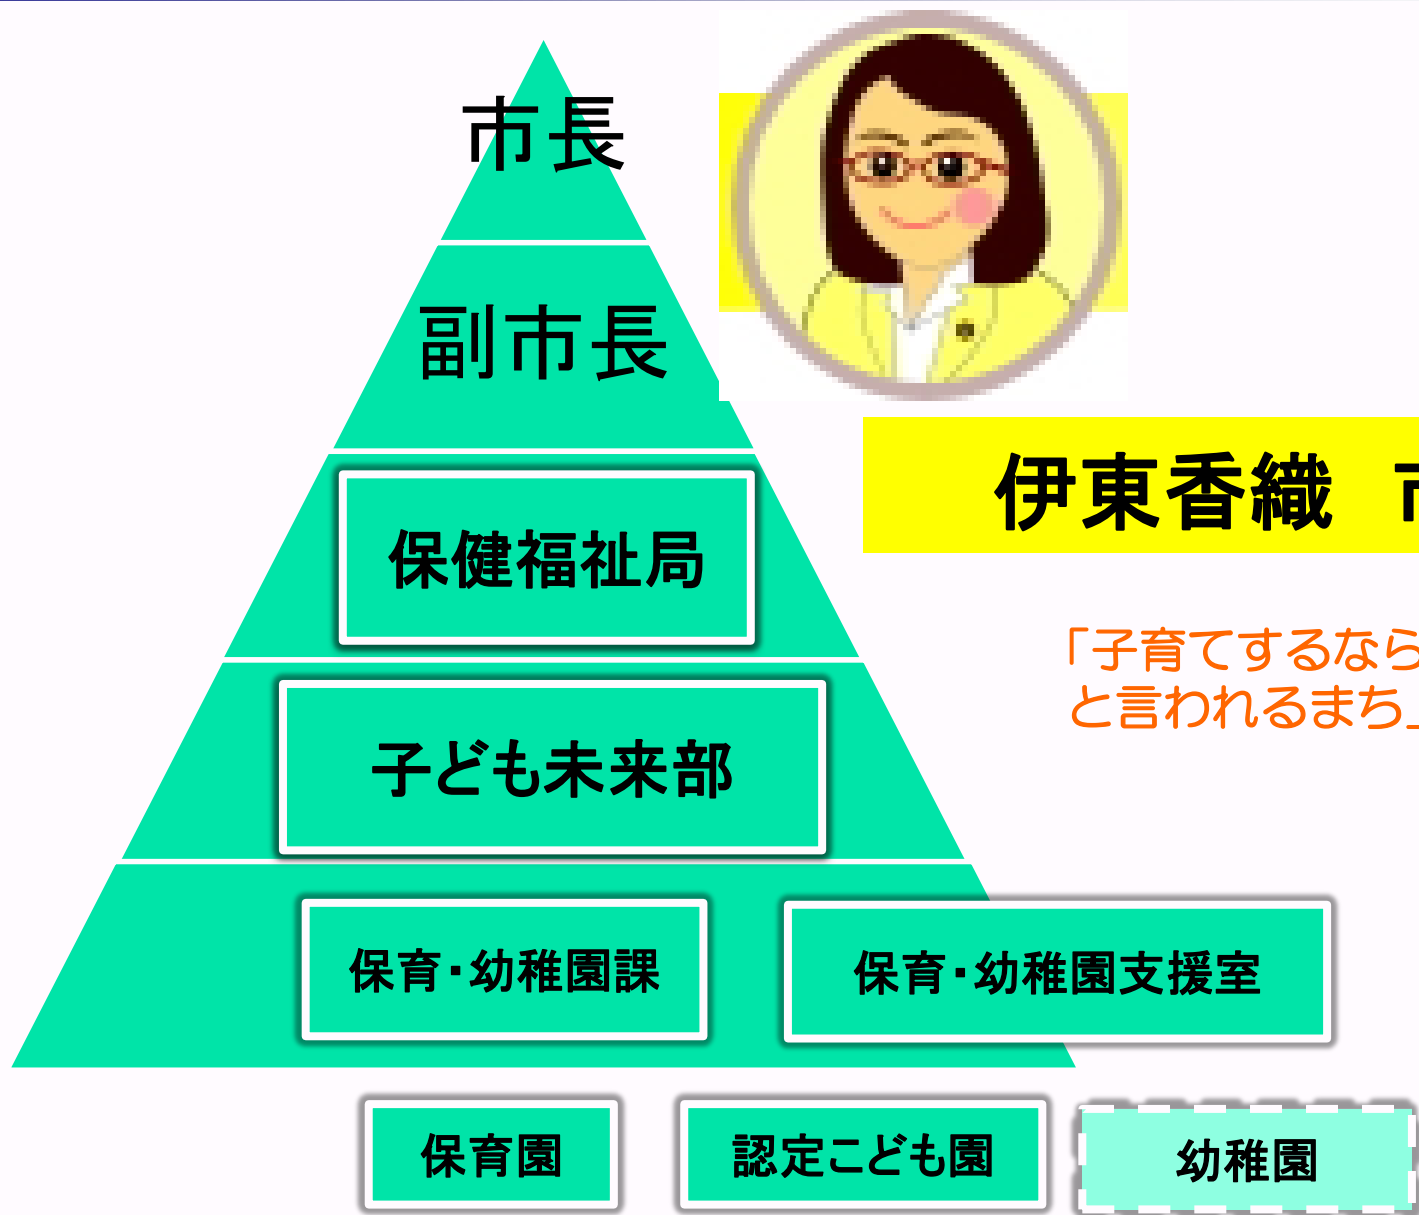 市長
副市長
伊東香織
保健福祉局
「子育てするなら
と言われるまち」
子ども未来部
保育・幼稚園課
保育・幼稚園支援室
保育園
認定こども園
幼稚園